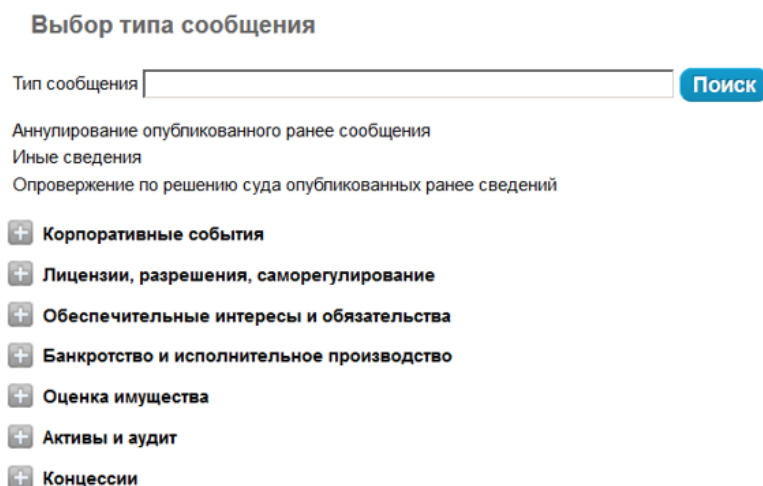 Выбор типа сообщения
Тип сообщения Поиск
Аннулирование опубликованного ранее сообщения
Иные сведения
Опровержение по решению суда опубликованных ранее сведений
Корпоративные события
Лицензии, разрешения, саморегулирование
Обеспечительные интересы и обязательства
Банкротство и исполнительное производство
Оценка имущества
Активы и аудит
Концессии